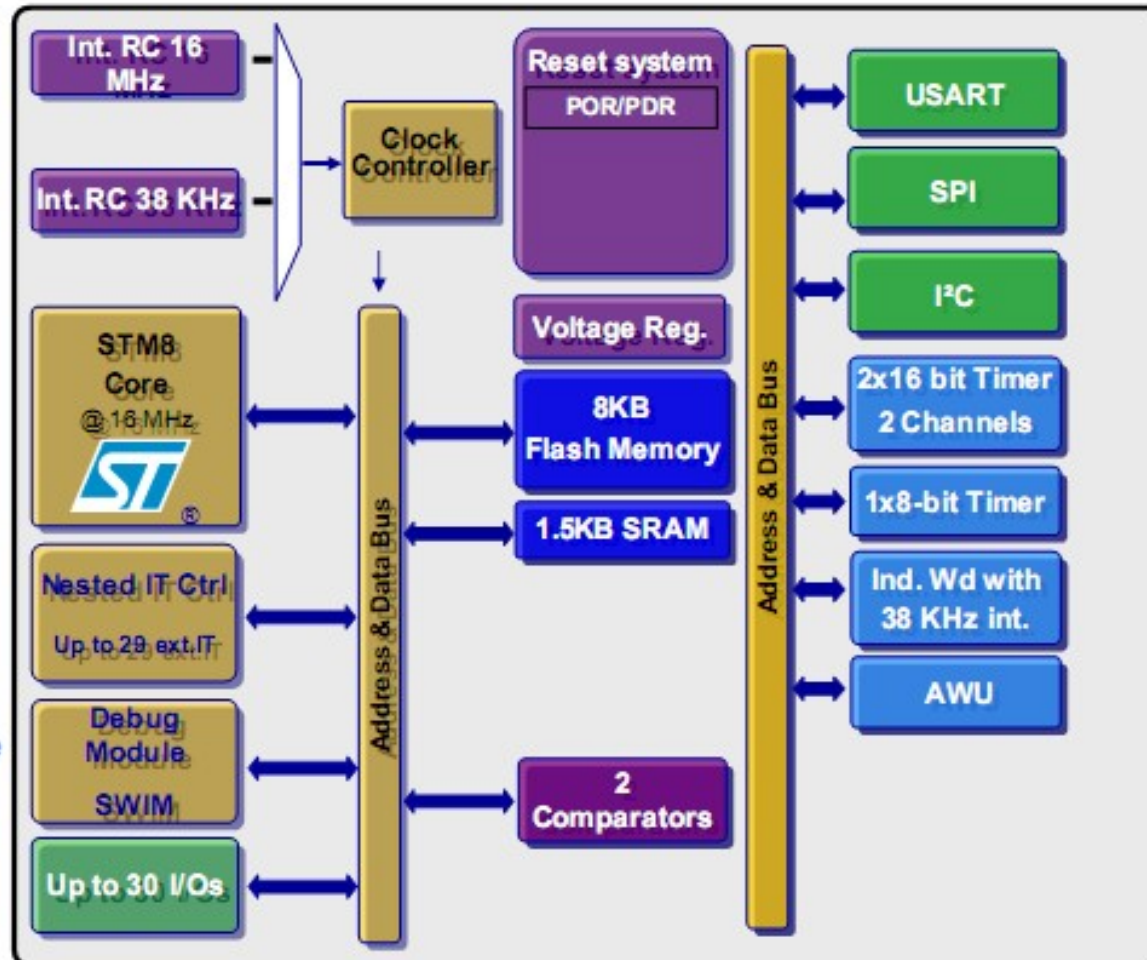 Int. RC 16
MHz
Int. RC 38 KHz
Clock
Controller
Reset system
POR/PDR
Voltage Reg.
STM8
Core
@ 16 MHz
ST
®
Nested IT Ctrl
Up to 29 ext.IT
Debug
Module
SWIM
Up to 30 I/Os
Address & Data Bus
8KB
Flash Memory
1.5KB SRAM
2
Comparators
Address & Data Bus
USART
SPI
I²C
2x16 bit Timer
2 Channels
1x8-bit Timer
Ind. Wd with
38 KHz int.
AWU